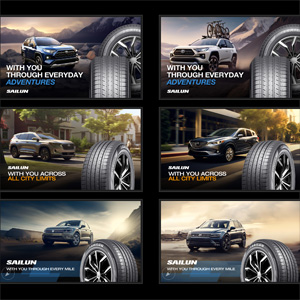 WITH YOU
THROUGH EVERYDAY
ADVENTURES
SAILUN
WITH YOU
THROUGH EVERYDAY
ADVENTURES
SAILUN
SAILUN
WITH YOU ACROSS
ALL CITY LIMITS
SAILUN
WITH YOU ACROSS
ALL CITY LIMITS
SAILUN
WITH YOU THROUGH EVERY MILE
SAILUN
WITH YOU THROUGH EVERY MILE